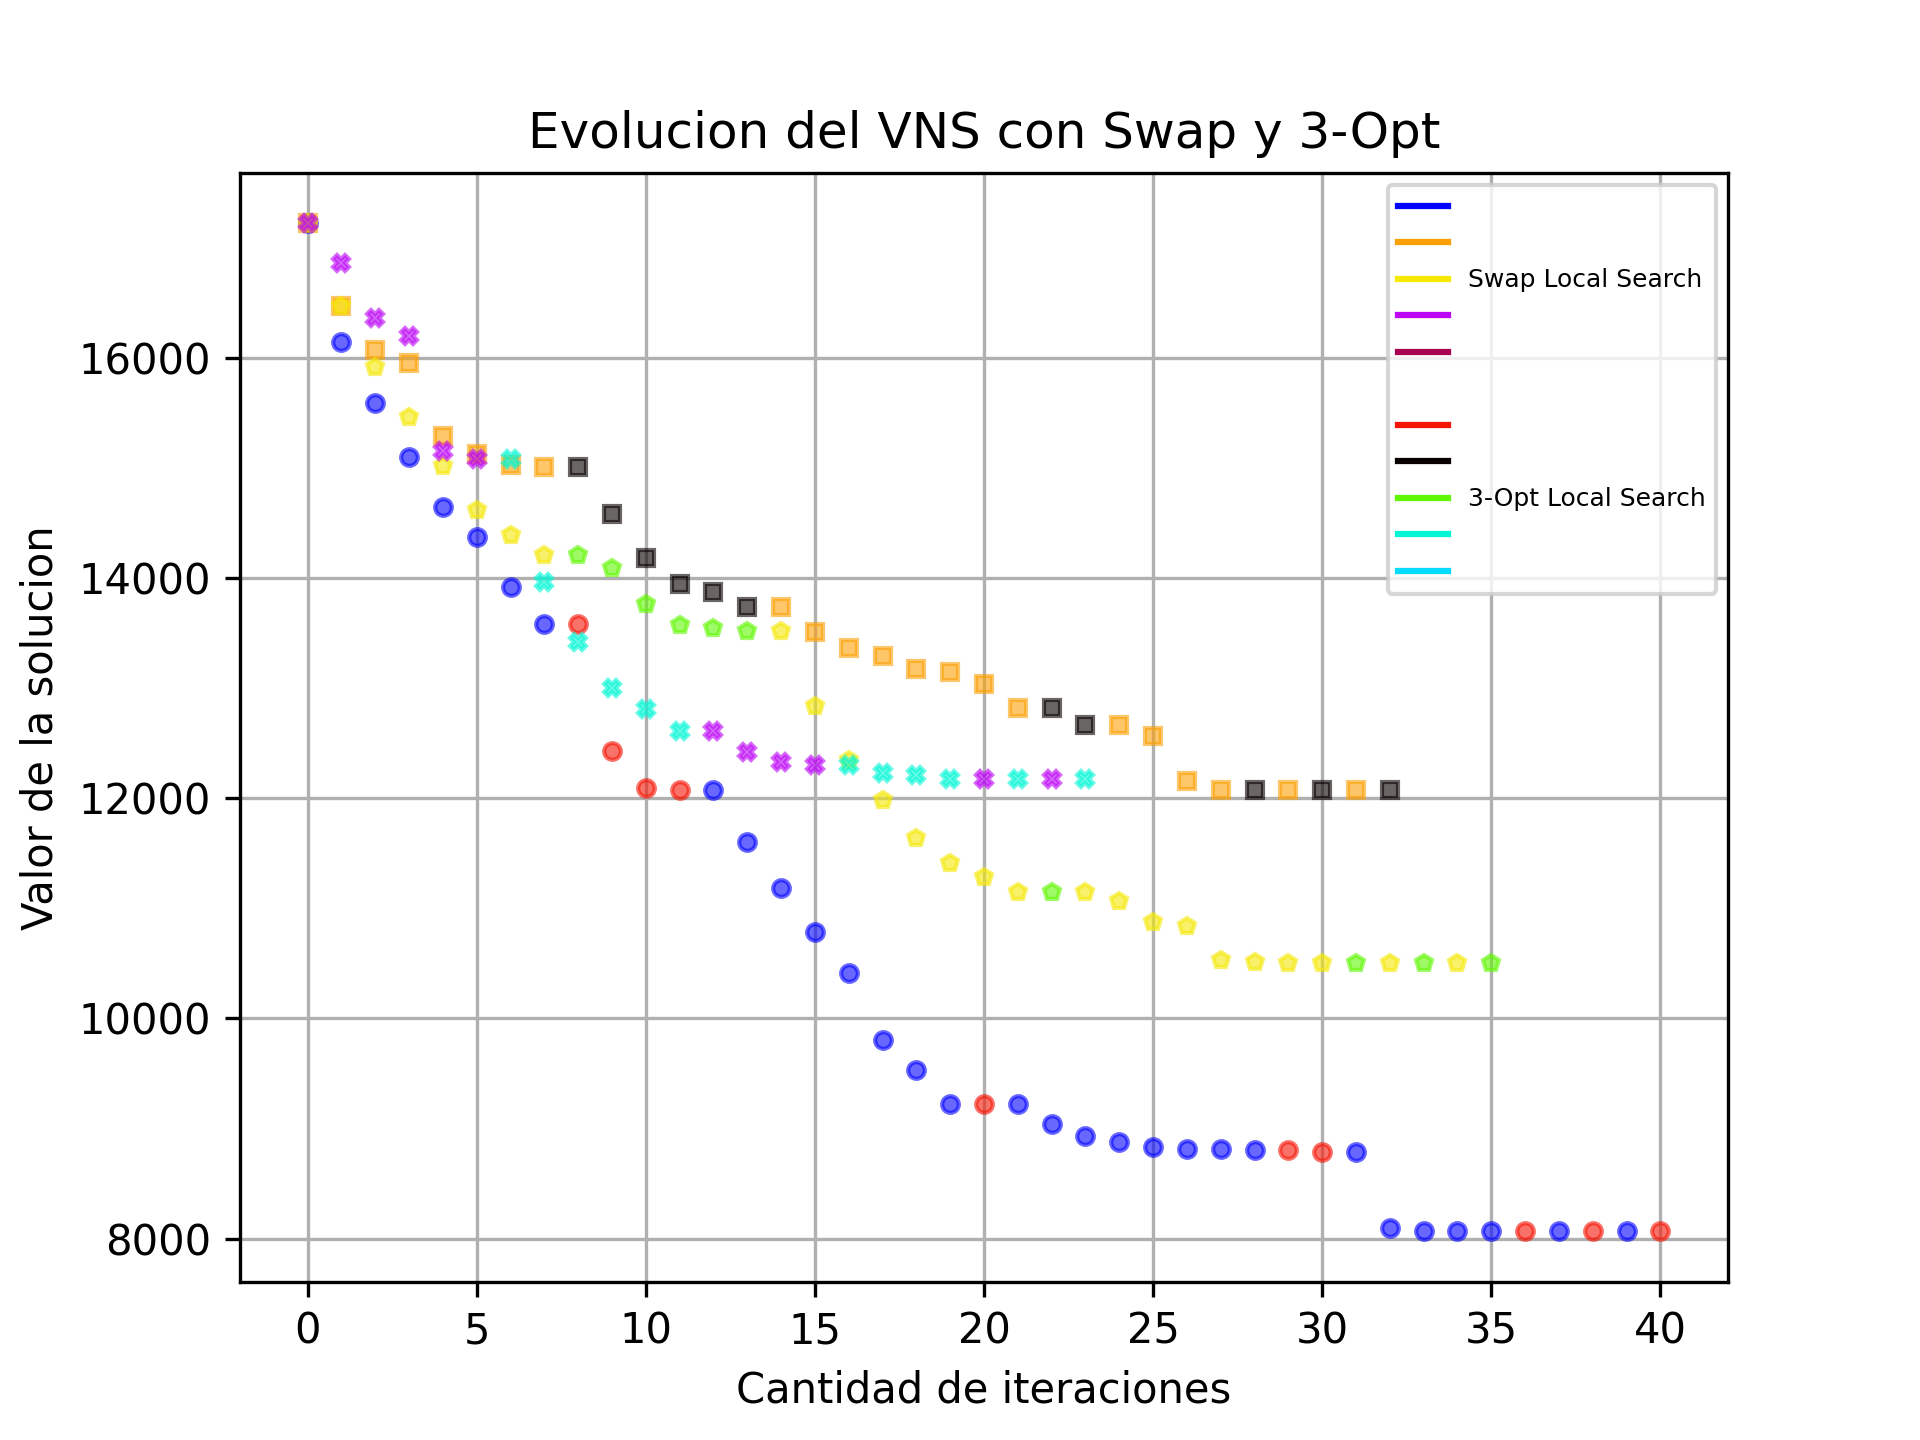 Evolucion del VNS con Swap y 3-Opt
Swap Local Search
3-Opt Local Search
Valor de la solucion
16000
14000
12000
10000
8000
0 5 10 15 20 25 30 35 40
Cantidad de iteraciones